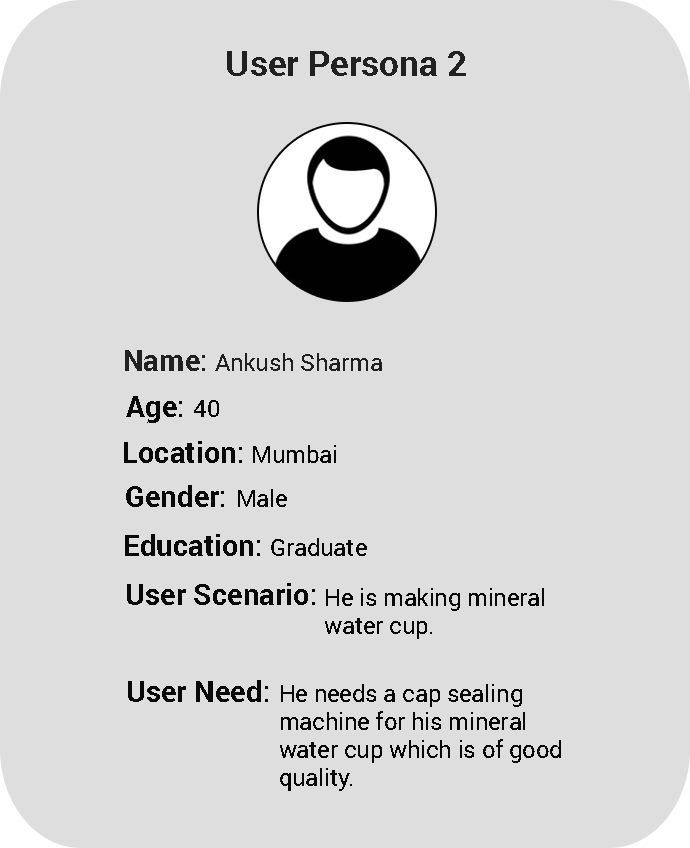 User Persona 2
Name: Ankush Sharma
Age: 40
Location: Mumbai
Gender: Male
Education: Graduate
User Scenario: He is making mineral
water cup.
User Need: He needs a cap sealing
machine for his mineral
water cup which is of good
quality.